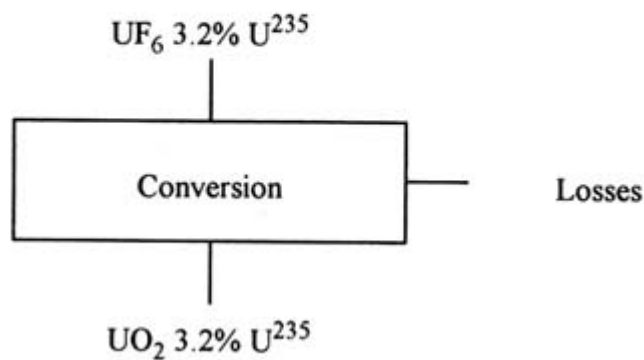 UF₆ 3.2% U²³⁵
Conversion
Losses
UO₂ 3.2% U²³⁵